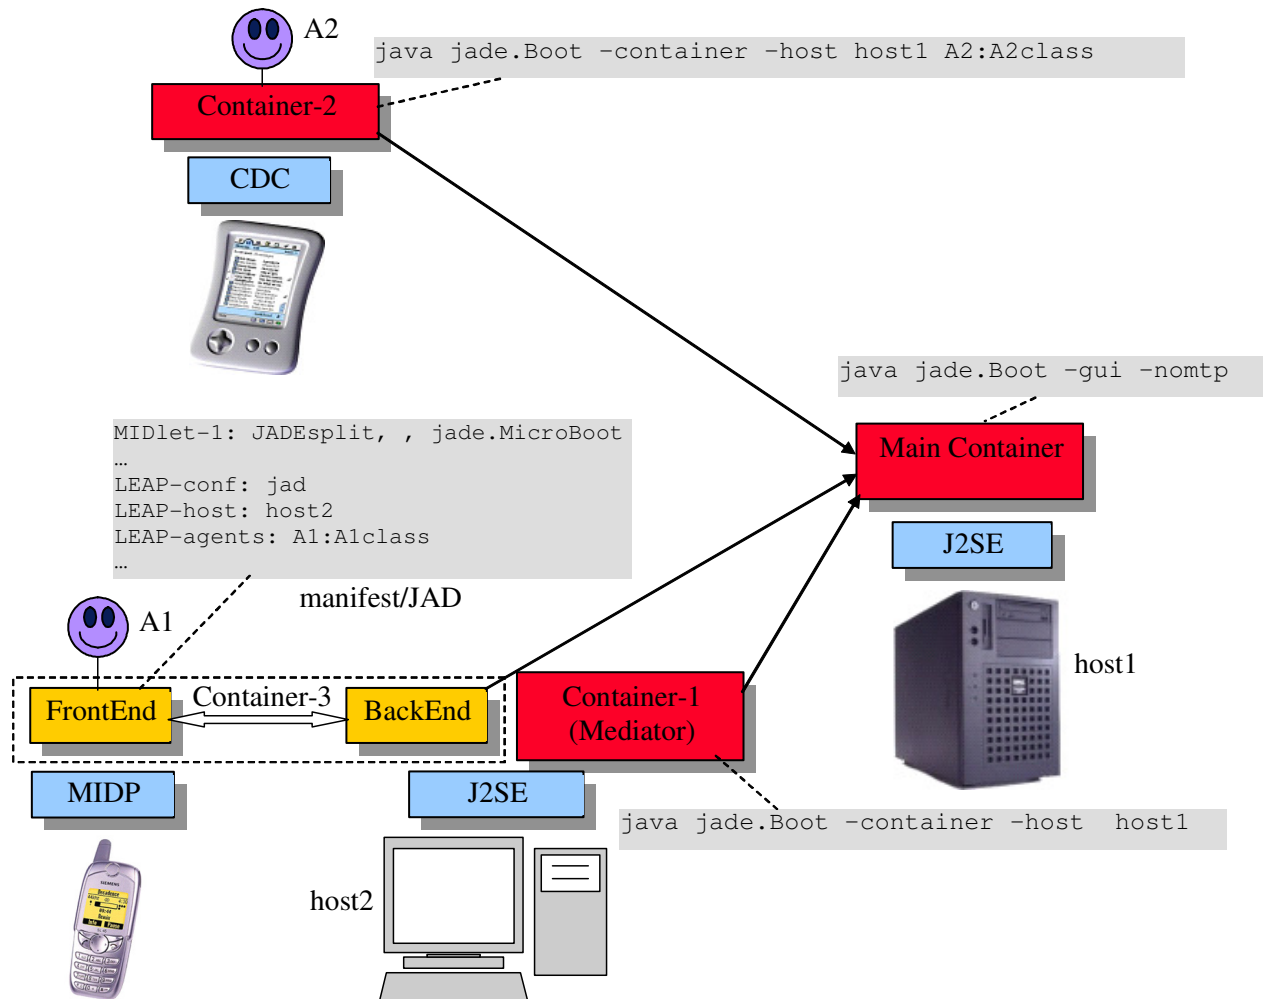 A2
java jade.Boot –container –host host1 A2:A2class
Container-2
CDC
java jade.Boot –gui –nomtp
MIDlet-1: JADEsplit, , jade.MicroBoot
…
LEAP-conf: jad
LEAP-host: host2
LEAP-agents: A1:A1class
…
manifest/JAD
Main Container
J2SE
A1
host1
FrontEnd
Container-3
BackEnd
Container-1
(Mediator)
MIDP
J2SE
java jade.Boot –container –host  host1
host2
SIEMENS